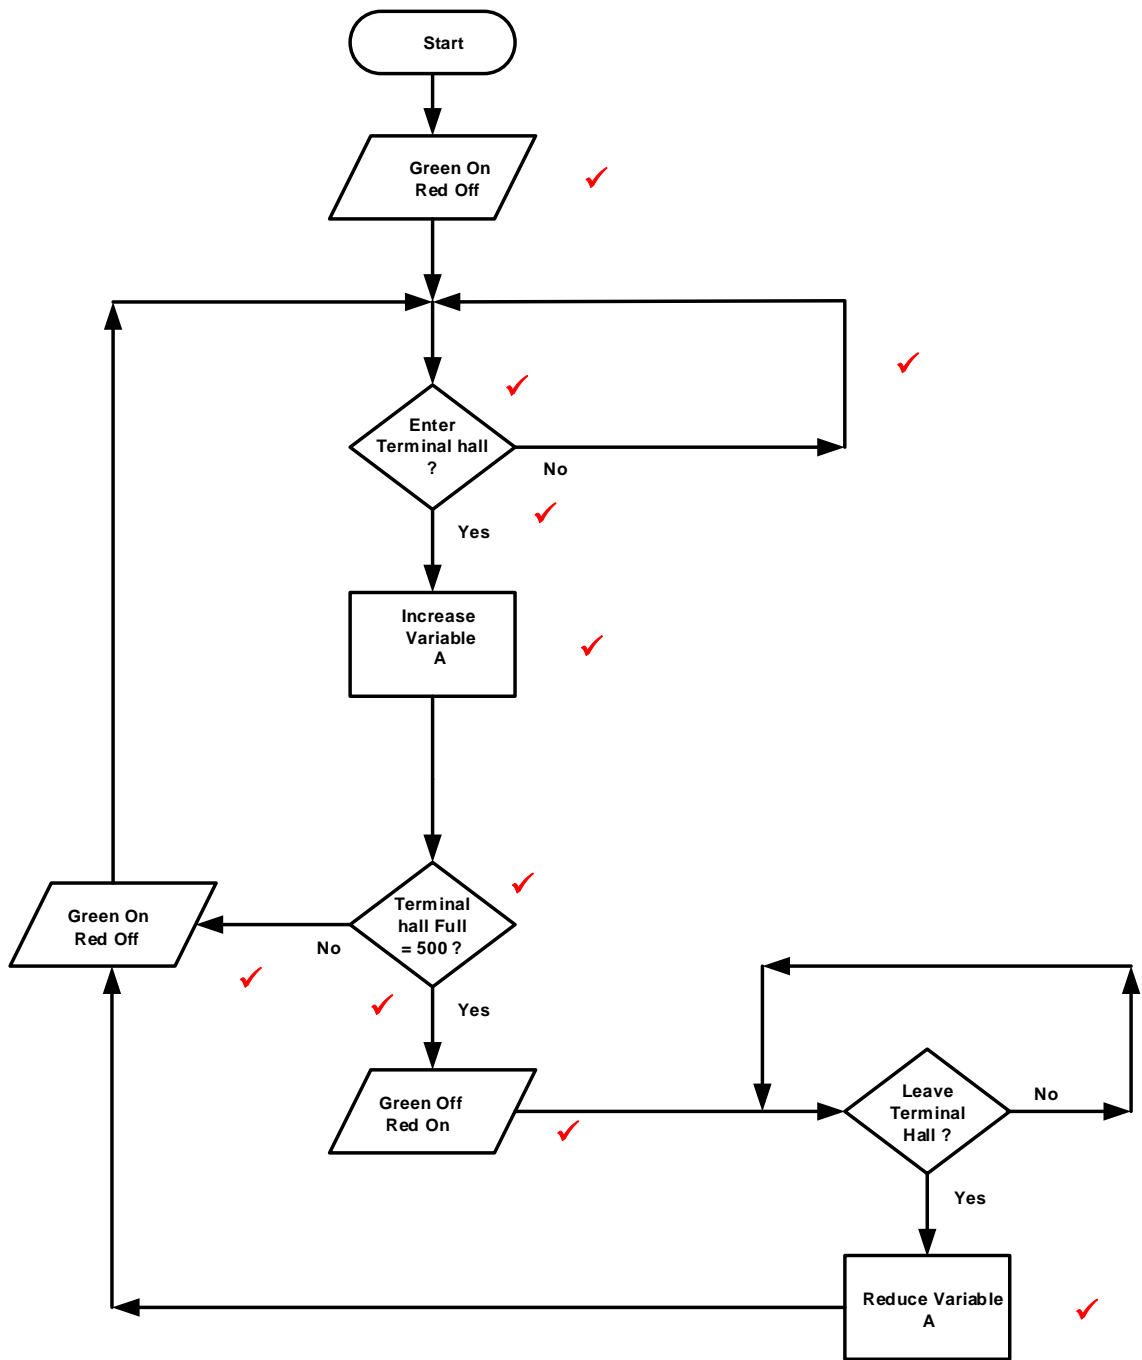 Start
Green On
Red Off
Enter
Terminal hall
?
No
Yes
Increase
Variable
A
Terminal
hall Full
= 500 ?
No
Yes
Green On
Red Off
Green Off
Red On
Leave
Terminal
Hall ?
No
Yes
Reduce Variable
A